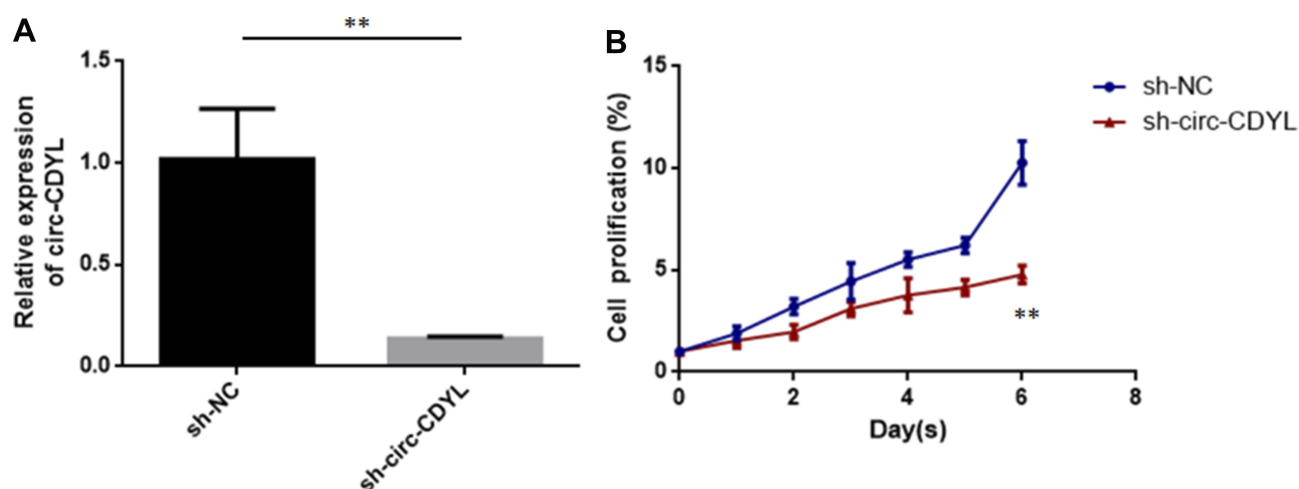 A
**
1.5
1.0
0.5
0.0
Relative expression
of circ-CDYL
sh-NC
sh-circ-CDYL
B
15
10
5
0
Cell prolification (%)
0 2 4 6 8
Day(s)
sh-NC
sh-circ-CDYL
**